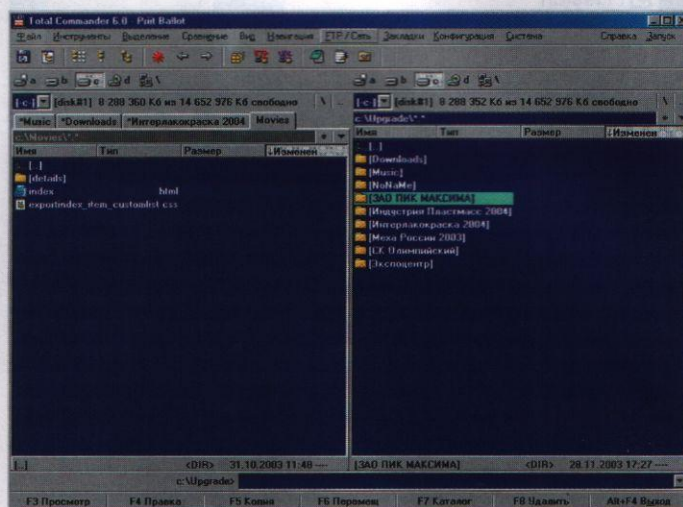 Total Commander 6.0 - Puit Ballot
Файл Инструменты Выделение Сравнение Вид Навигация FTP / Сеть Закладки Конфигурация Система Справка Запуск
a b c d \
a b c d \
[-c-] [disk#1] 8 288 360 Кб из 14 652 976 Кб свободно \ ..
[-c-] [disk#1] 8 288 352 Кб из 14 652 976 Кб свободно \ ..
*Music *Downloads *Интерлакокраска 2004 Movies
c:\Movies\*.*
Имя Тип Размер ↓Изменен
[..]
[details]
index html
exportindex_item_customlist css
c:\Upgrade\*.*
Имя Тип Размер ↓Изменен
[..]
[Downloads]
[Music]
[NoNaMe]
[ЗАО ПИК МАКСИМА]
[Индустрия Пластмасс 2004]
[Интерлакокраска 2004]
[Меха России 2003]
[СК Олимпийский]
[Экспоцентр]
[..] <DIR> 31.10.2003 11:48 ----
[ЗАО ПИК МАКСИМА] <DIR> 28.11.2003 17:27 ----
c:\Upgrade>
F3 Просмотр F4 Правка F5 Копия F6 Перемещ F7 Каталог F8 Удалить Alt+F4 Выход